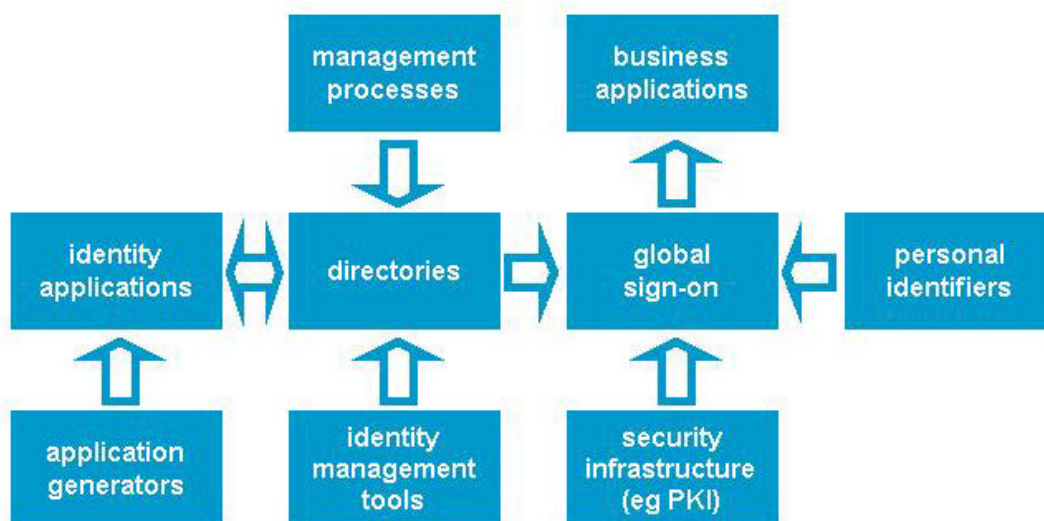 management
processes
business
applications
identity
applications
directories
global
sign-on
personal
identifiers
application
generators
identity
management
tools
security
infrastructure
(eg PKI)